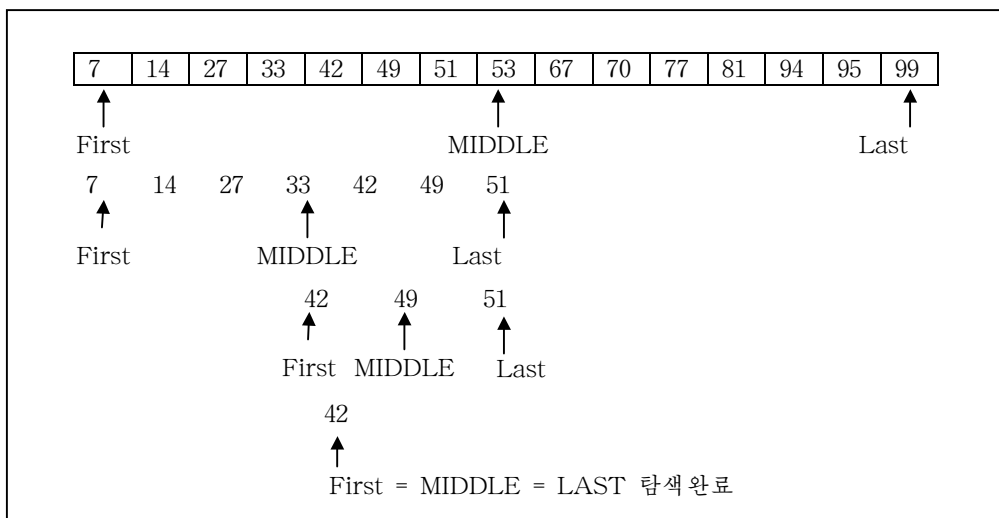 7 14 27 33 42 49 51 53 67 70 77 81 94 95 99
First MIDDLE Last
7 14 27 33 42 49 51
First MIDDLE Last
42 49 51
First MIDDLE Last
42
First = MIDDLE = LAST 탐색완료